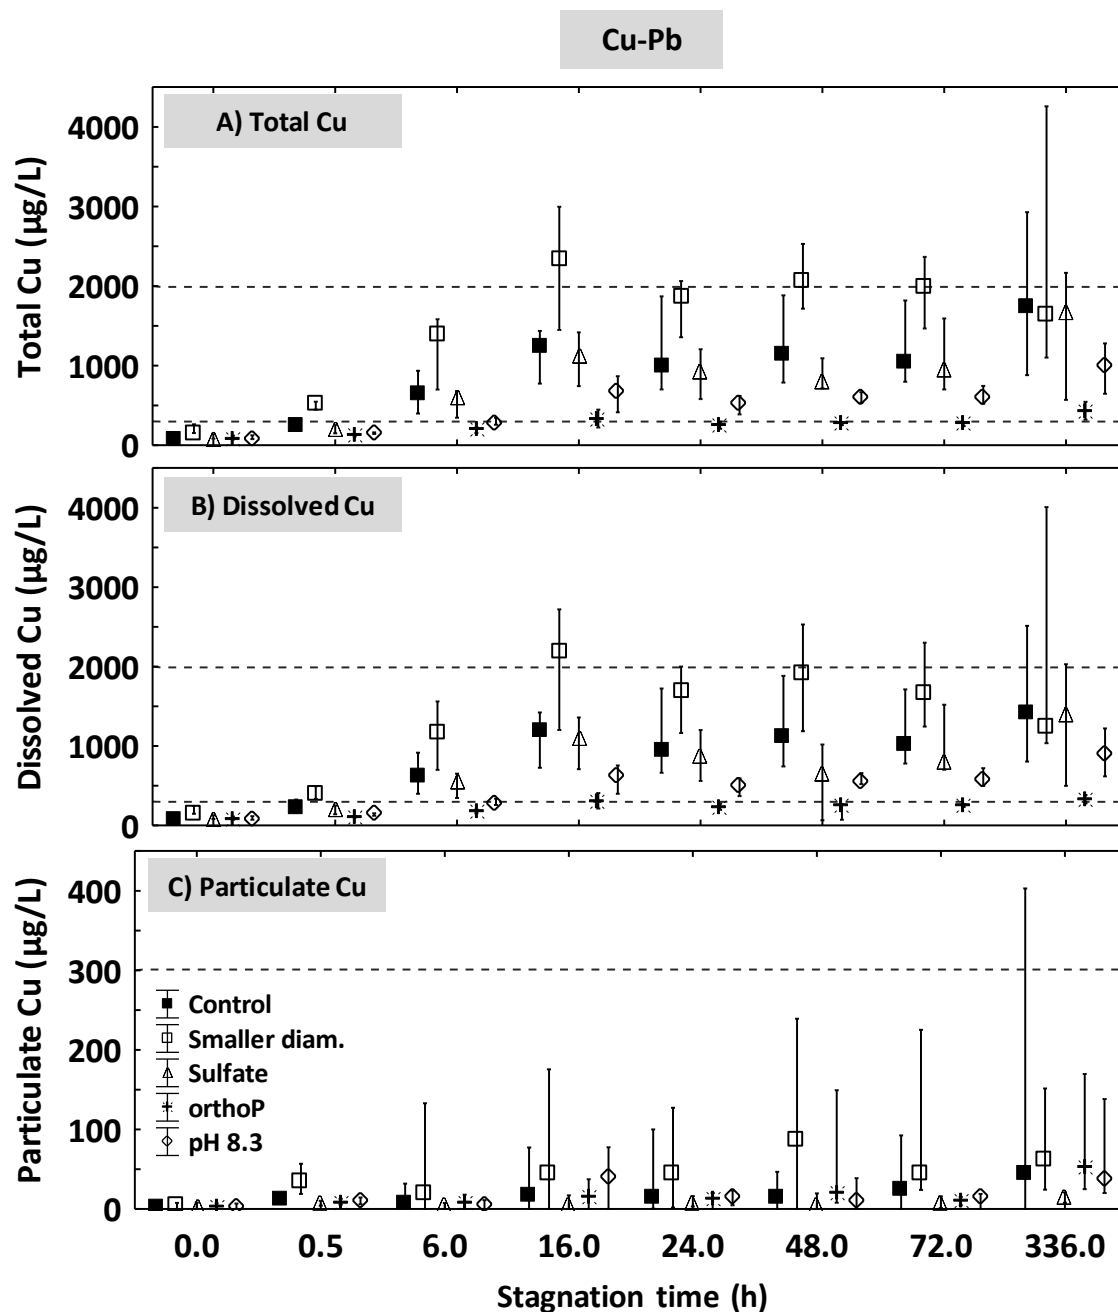 Cu-Pb
A) Total Cu
Total Cu (µg/L)
4000
3000
2000
1000
0
B) Dissolved Cu
Dissolved Cu (µg/L)
4000
3000
2000
1000
0
C) Particulate Cu
Particulate Cu (µg/L)
400
300
200
100
0
Control
Smaller diam.
Sulfate
orthoP
pH 8.3
0.0 0.5 6.0 16.0 24.0 48.0 72.0 336.0
Stagnation time (h)